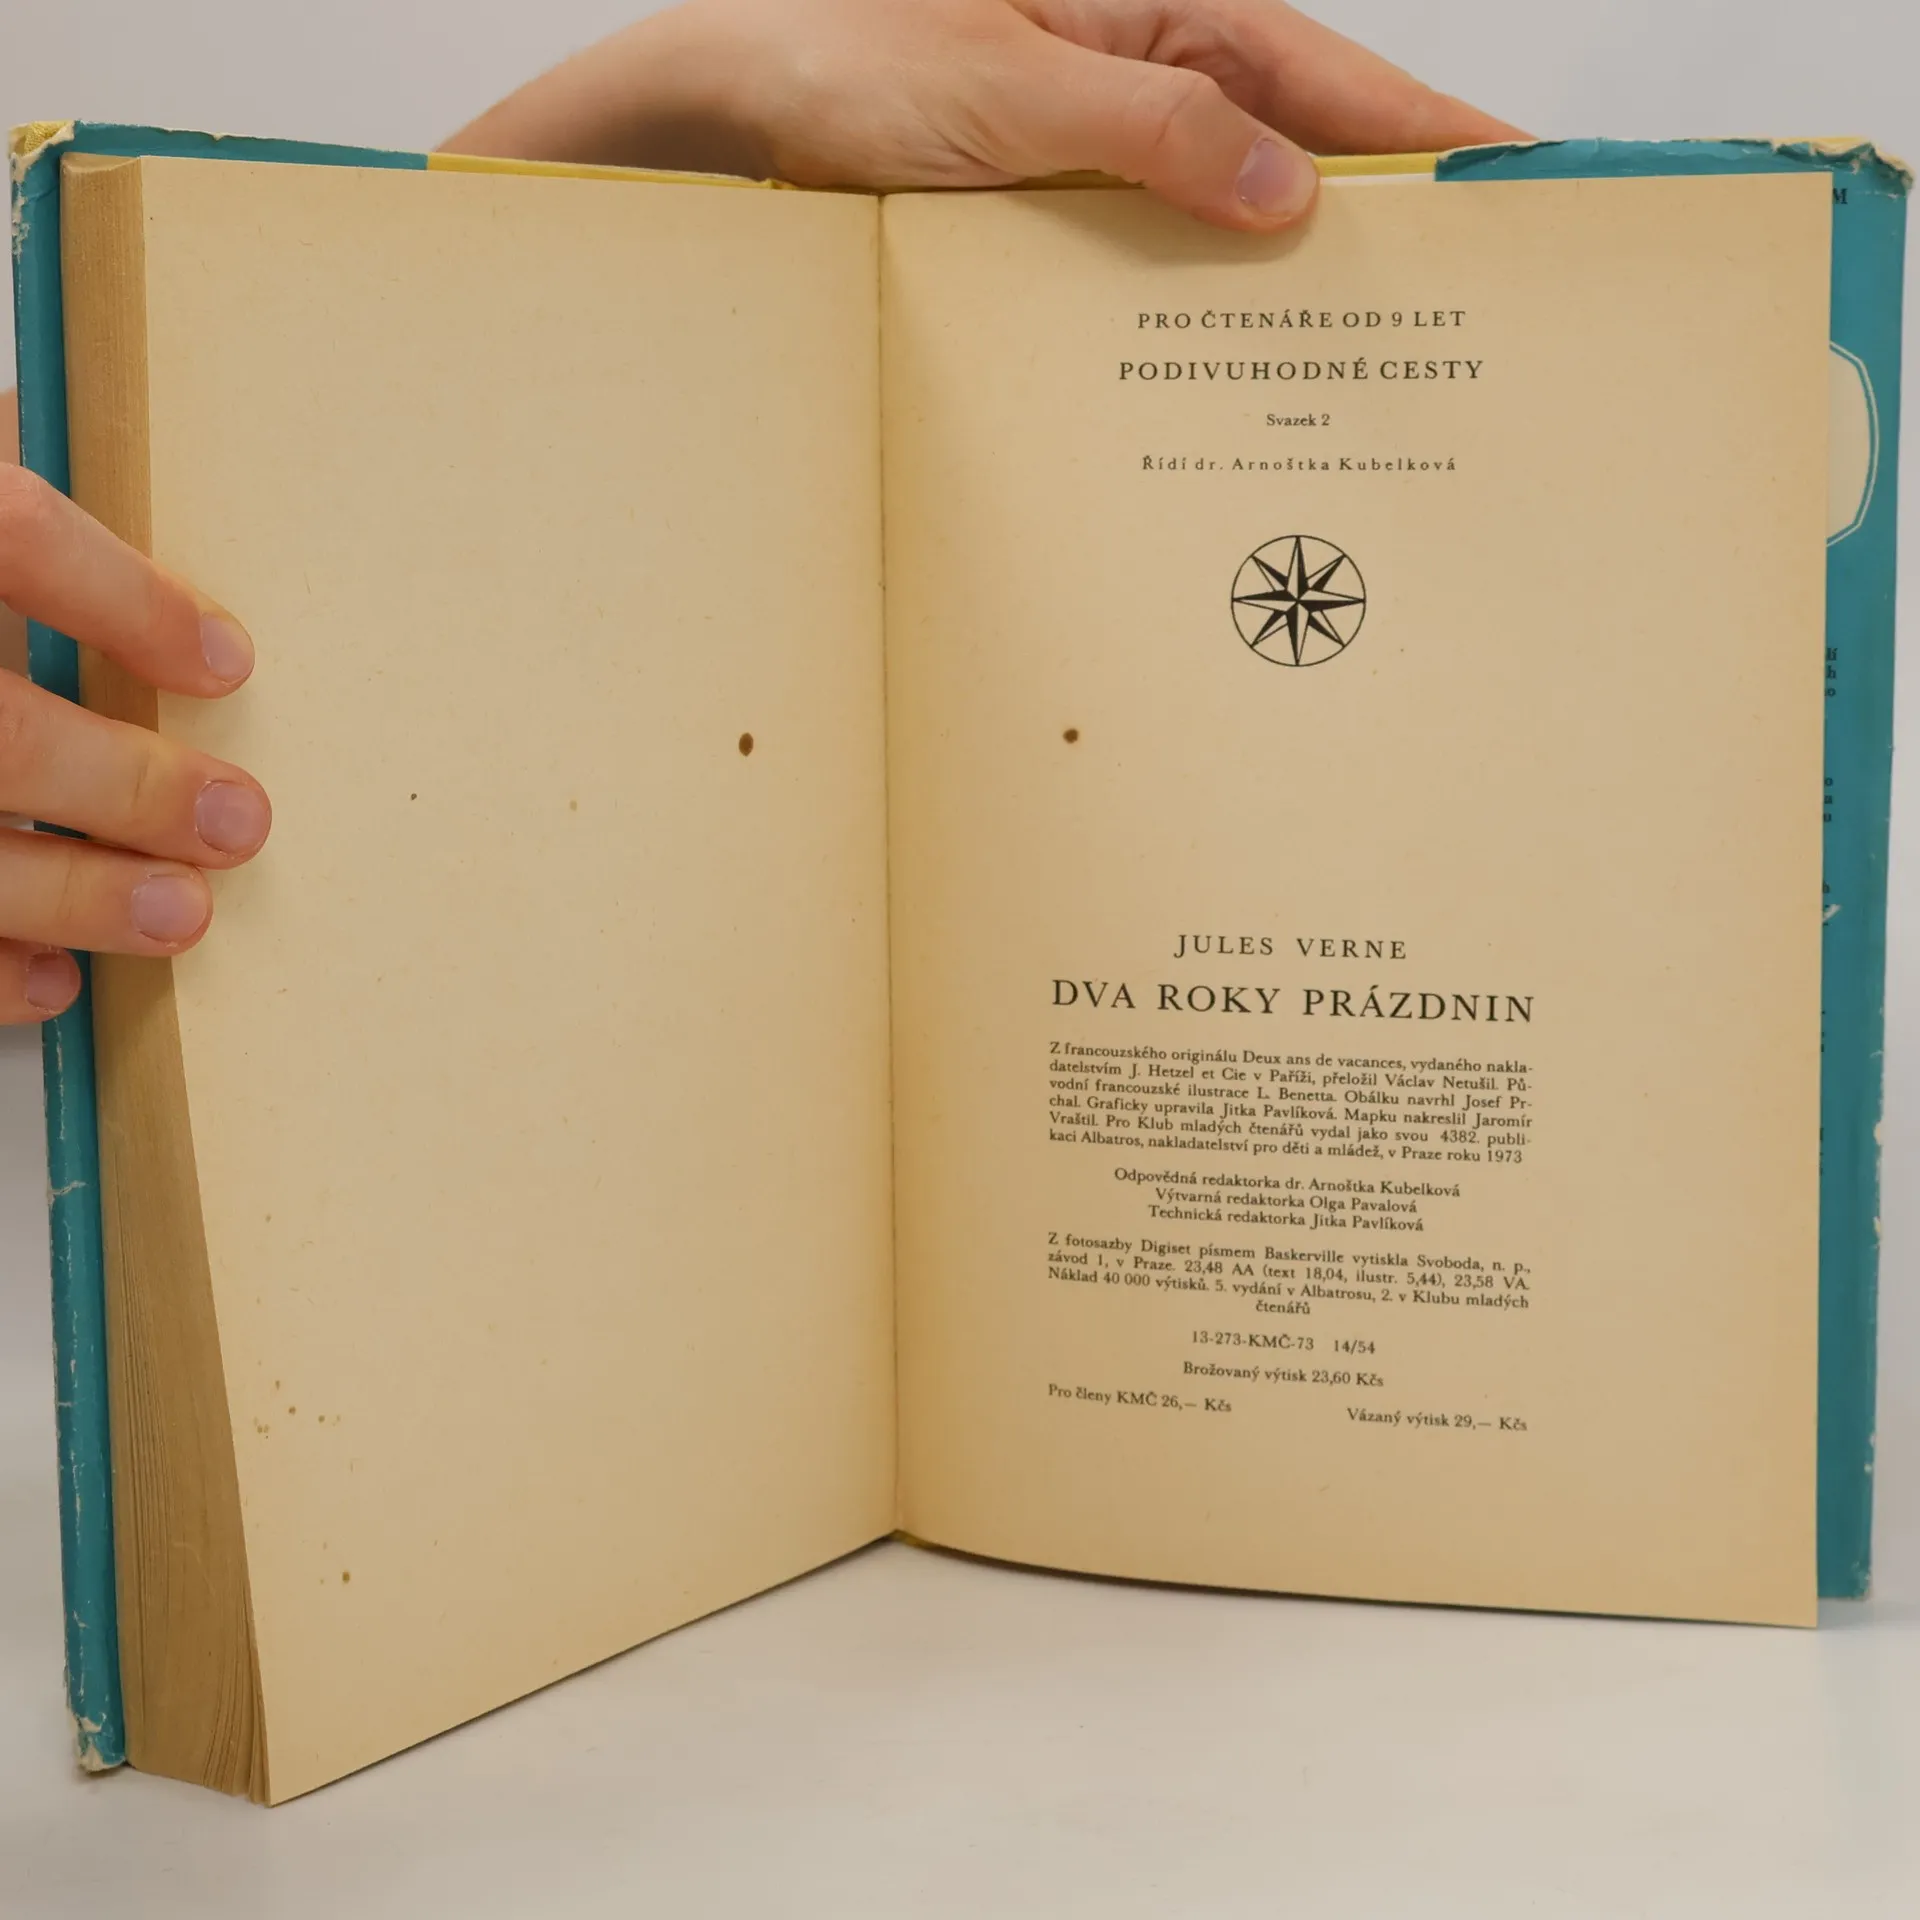 PRO ČTENÁŘE OD 9 LET
PODIVUHODNÉ CESTY
Svazek 2
Řídí dr. Arnoštka Kubelková
JULES VERNE
DVA ROKY PRÁZDNIN
Z francouzského originálu Deux ans de vacances, vydaného nakla-
datelstvím J. Hetzel et Cie v Paříži, přeložil Václav Netušil. Pů-
vodní francouzské ilustrace L. Benetta. Obálku navrhl Josef Pr-
chal. Graficky upravila Jitka Pavlíková. Mapku nakreslil Jaromír
Vraštil. Pro Klub mladých čtenářů vydal jako svou 4382. publi-
kaci Albatros, nakladatelství pro děti a mládež, v Praze roku 1973
Odpovědná redaktorka dr. Arnoštka Kubelková
Výtvarná redaktorka Olga Pavalová
Technická redaktorka Jitka Pavlíková
Z fotosazby Digiset písmem Baskerville vytiskla Svoboda, n. p.,
závod 1, v Praze. 23,48 AA (text 18,04, ilustr. 5,44), 23,58 VA.
Náklad 40 000 výtisků. 5. vydání v Albatrosu, 2. v Klubu mladých
čtenářů
13-273-KMČ-73 14/54
Brožovaný výtisk 23,60 Kčs
Pro členy KMČ 26,— Kčs
Vázaný výtisk 29,— Kčs